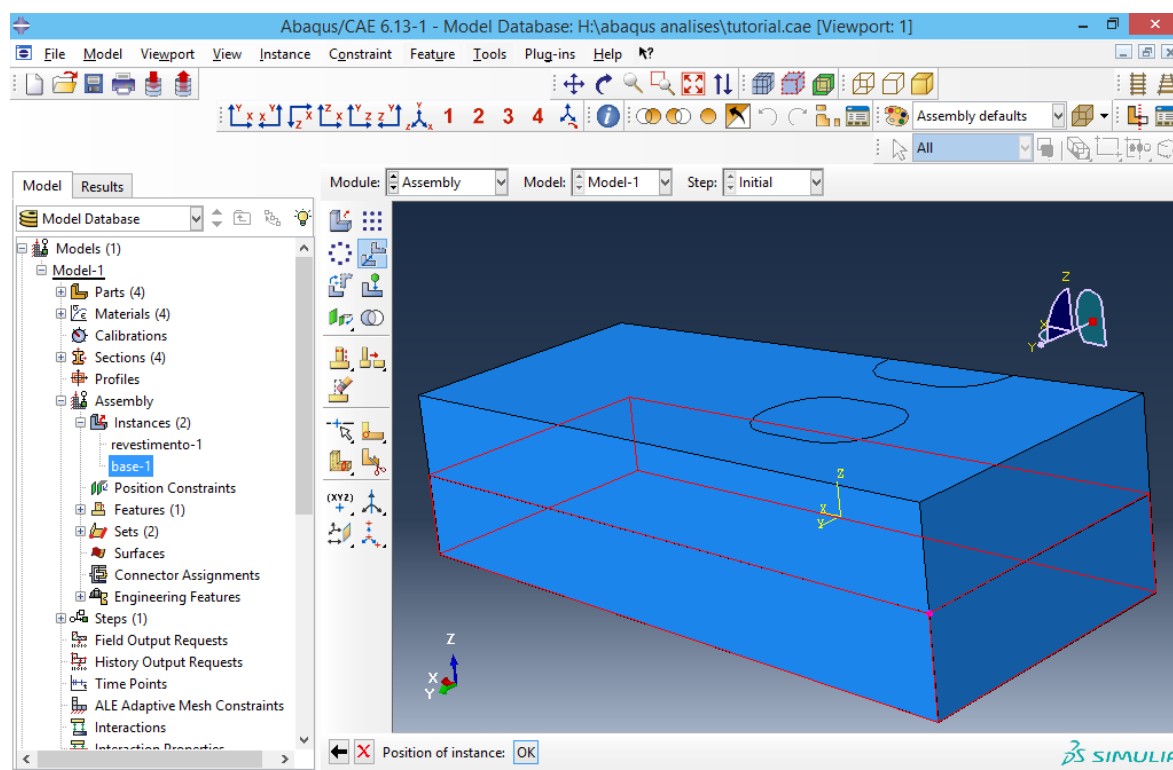 Abaqus/CAE 6.13-1 - Model Database: H:\abaqus analises\tutorial.cae [Viewport: 1]
File Model Viewport View Instance Constraint Feature Tools Plug-ins Help
1 2 3 4 Assembly defaults
All
Model Results
Module: Assembly Model: Model-1 Step: Initial
Model Database
Models (1)
Model-1
Parts (4)
Materials (4)
Calibrations
Sections (4)
Profiles
Assembly
Instances (2)
revestimento-1
base-1
Position Constraints
Features (1)
Sets (2)
Surfaces
Connector Assignments
Engineering Features
Steps (1)
Field Output Requests
History Output Requests
Time Points
ALE Adaptive Mesh Constraints
Interactions
Interaction Properties
(XYZ)
Z
X
Y
Z
X
Y
Z
X
Y
Position of instance: OK
SIMULIA